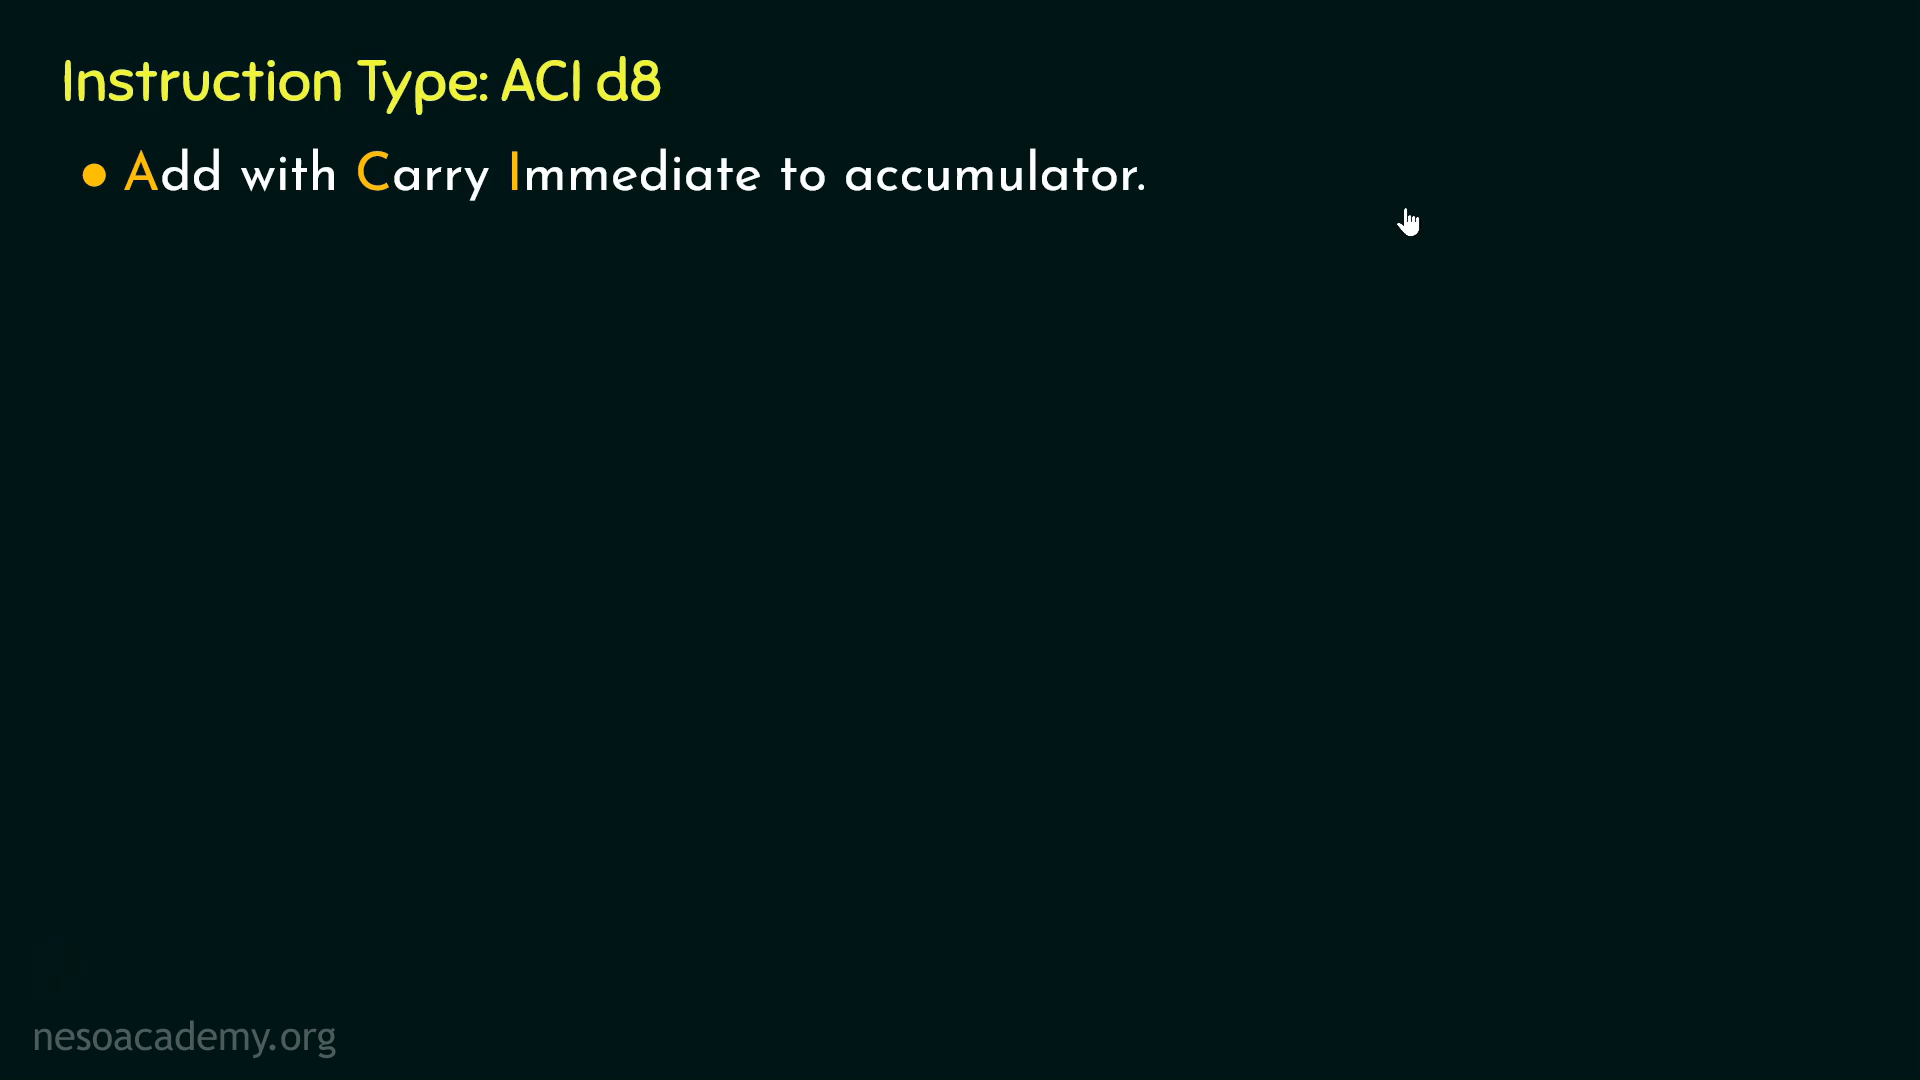 Instruction Type: ACI d8
● Add with Carry Immediate to accumulator.
nesoacademy.org